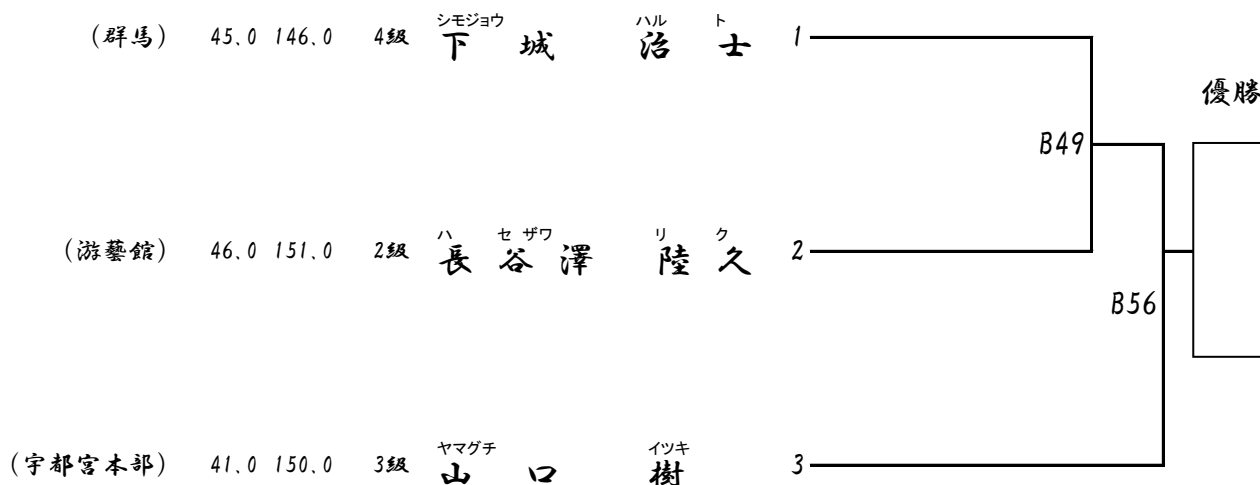 シモジョウ ハル ト
(群馬) 45.0 146.0 4級 下 城 治 士 1
優勝
B49
ハ セ ザワ リ ク
(游藝館) 46.0 151.0 2級 長 谷 澤 陸 久 2
B56
ヤマグチ イツキ
(宇都宮本部) 41.0 150.0 3級 山 口 樹 3